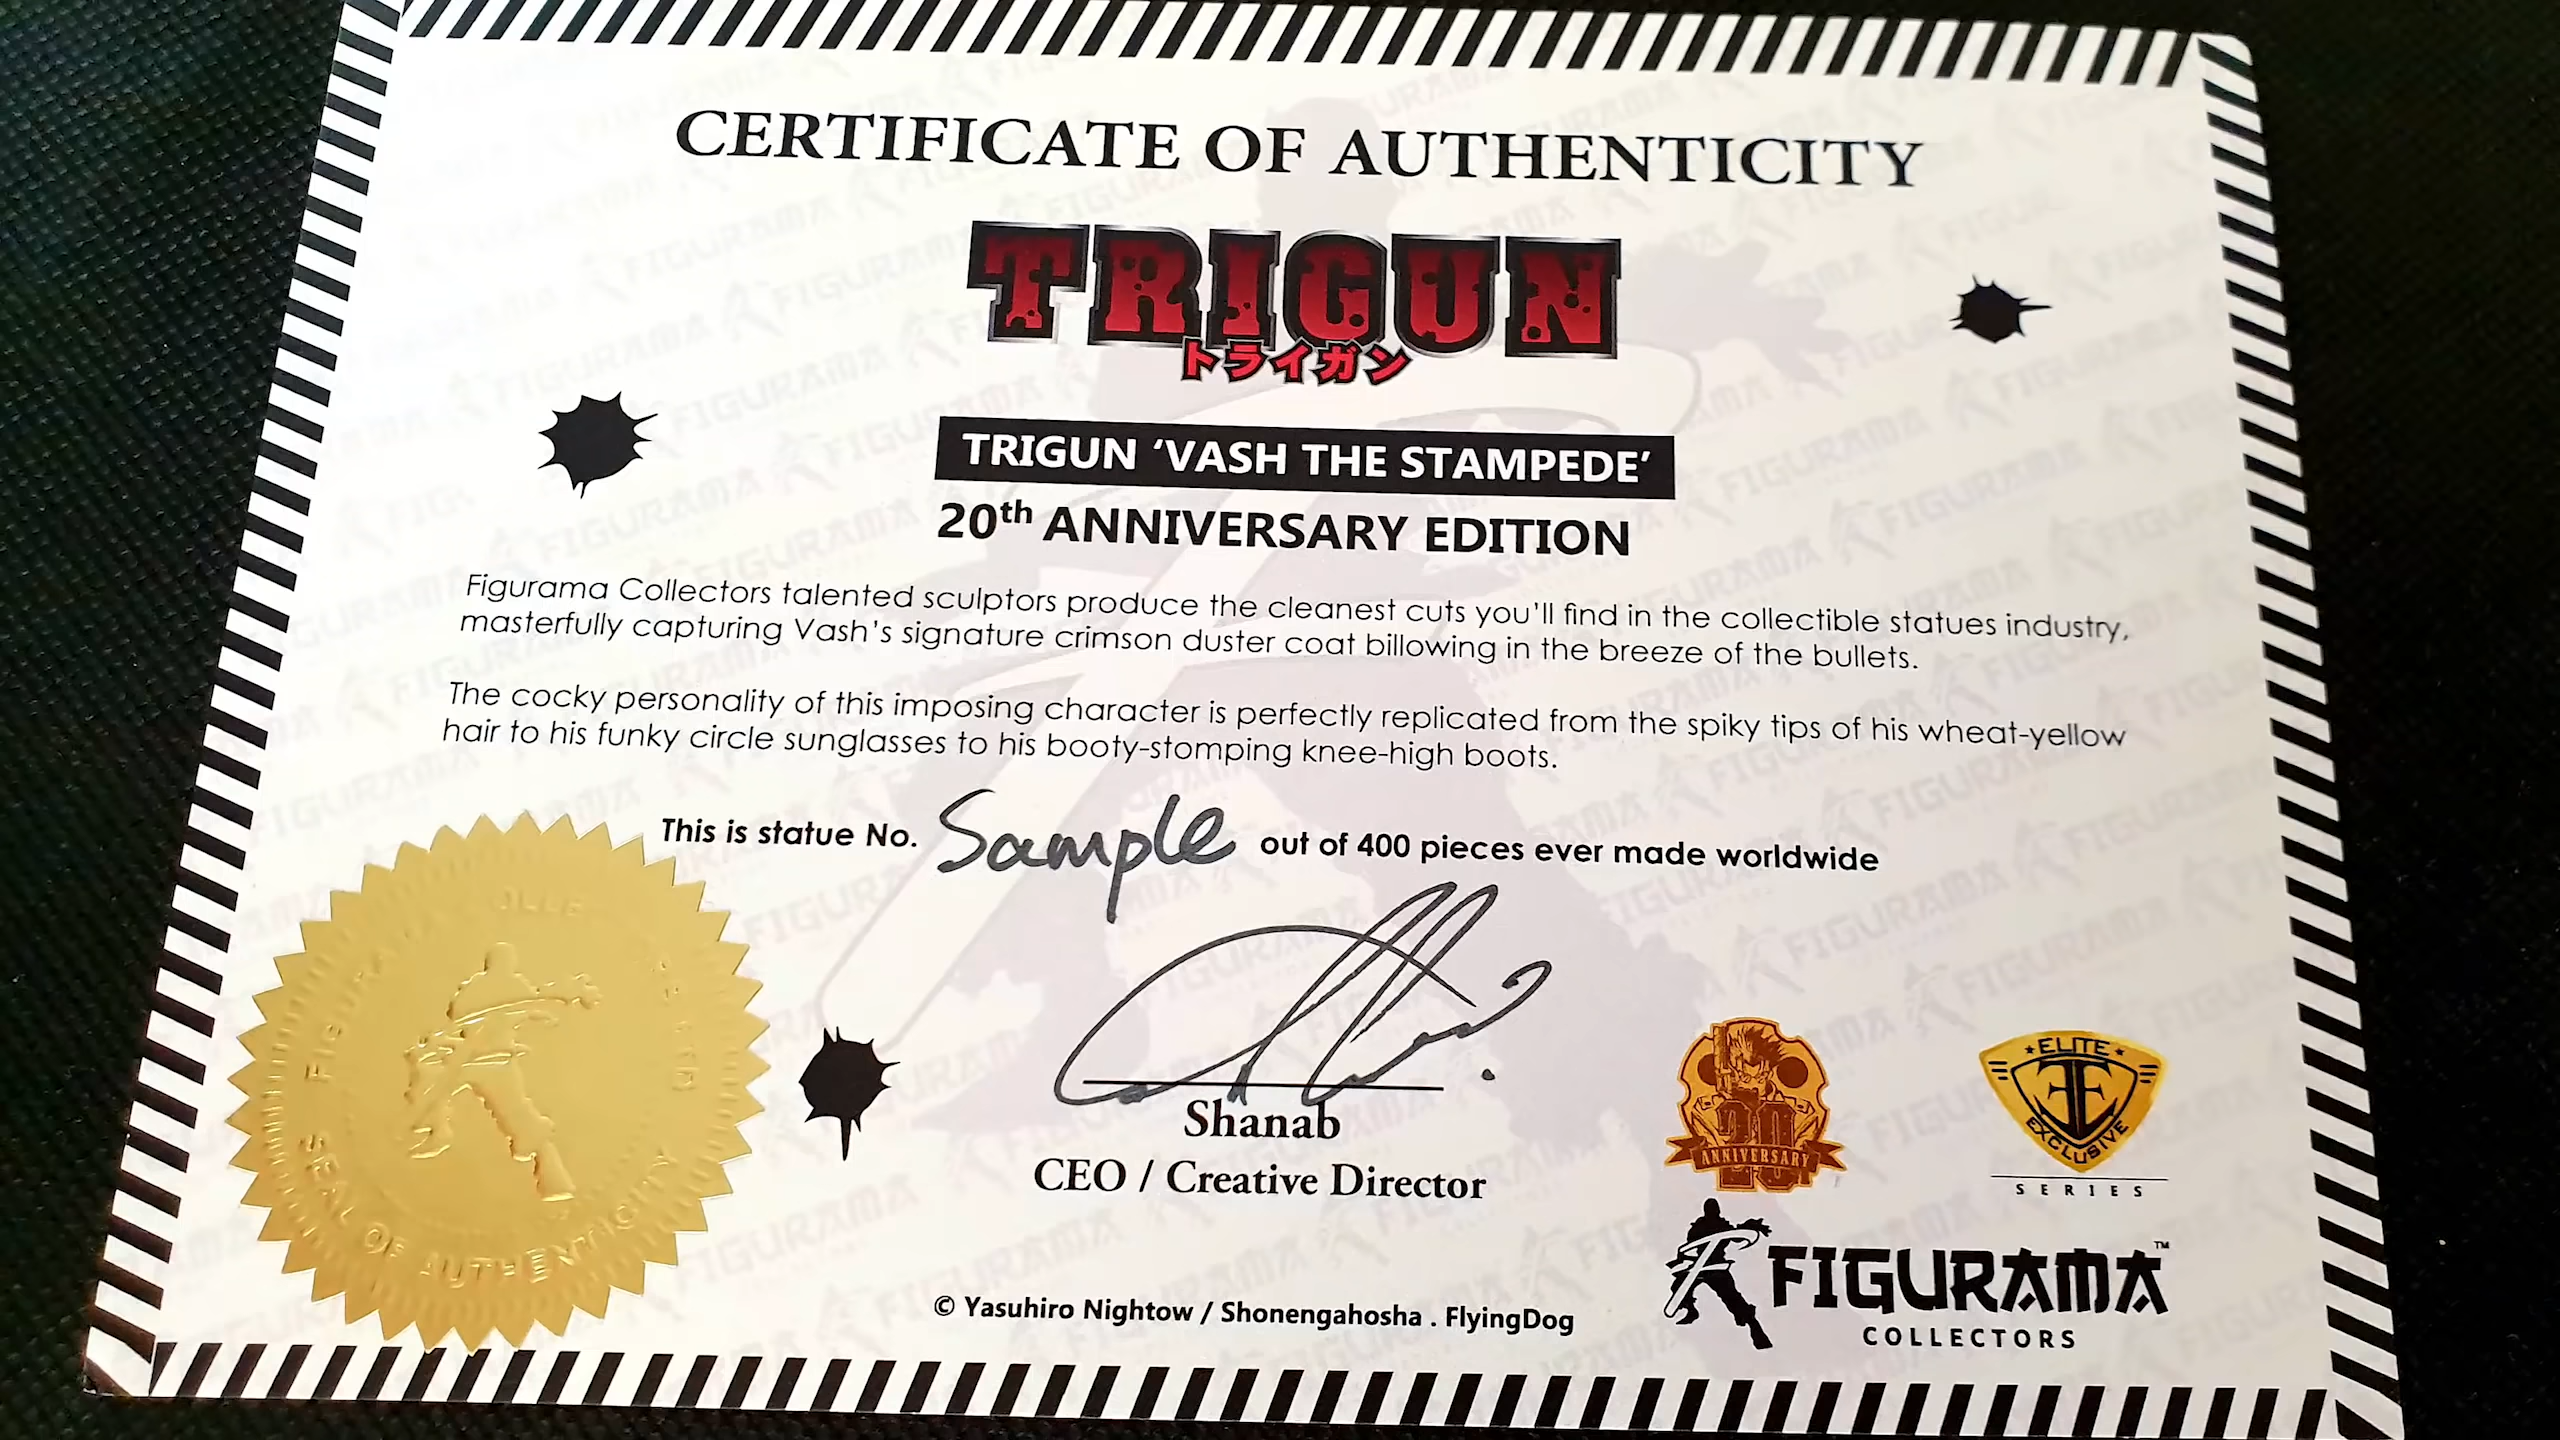 CERTIFICATE OF AUTHENTICITY
TRIGUN
トライガン
TRIGUN ‘VASH THE STAMPEDE’
20th ANNIVERSARY EDITION
Figurama Collectors talented sculptors produce the cleanest cuts you'll find in the collectible statues industry,
masterfully capturing Vash's signature crimson duster coat billowing in the breeze of the bullets.
The cocky personality of this imposing character is perfectly replicated from the spiky tips of his wheat-yellow
hair to his funky circle sunglasses to his booty-stomping knee-high boots.
This is statue No. Sample out of 400 pieces ever made worldwide
Shanab
CEO / Creative Director
SEAL OF AUTHENTICITY
20
ANNIVERSARY
ELITE
EXCLUSIVE
SERIES
FIGURAMA™
COLLECTORS
© Yasuhiro Nightow / Shonengahosha . FlyingDog